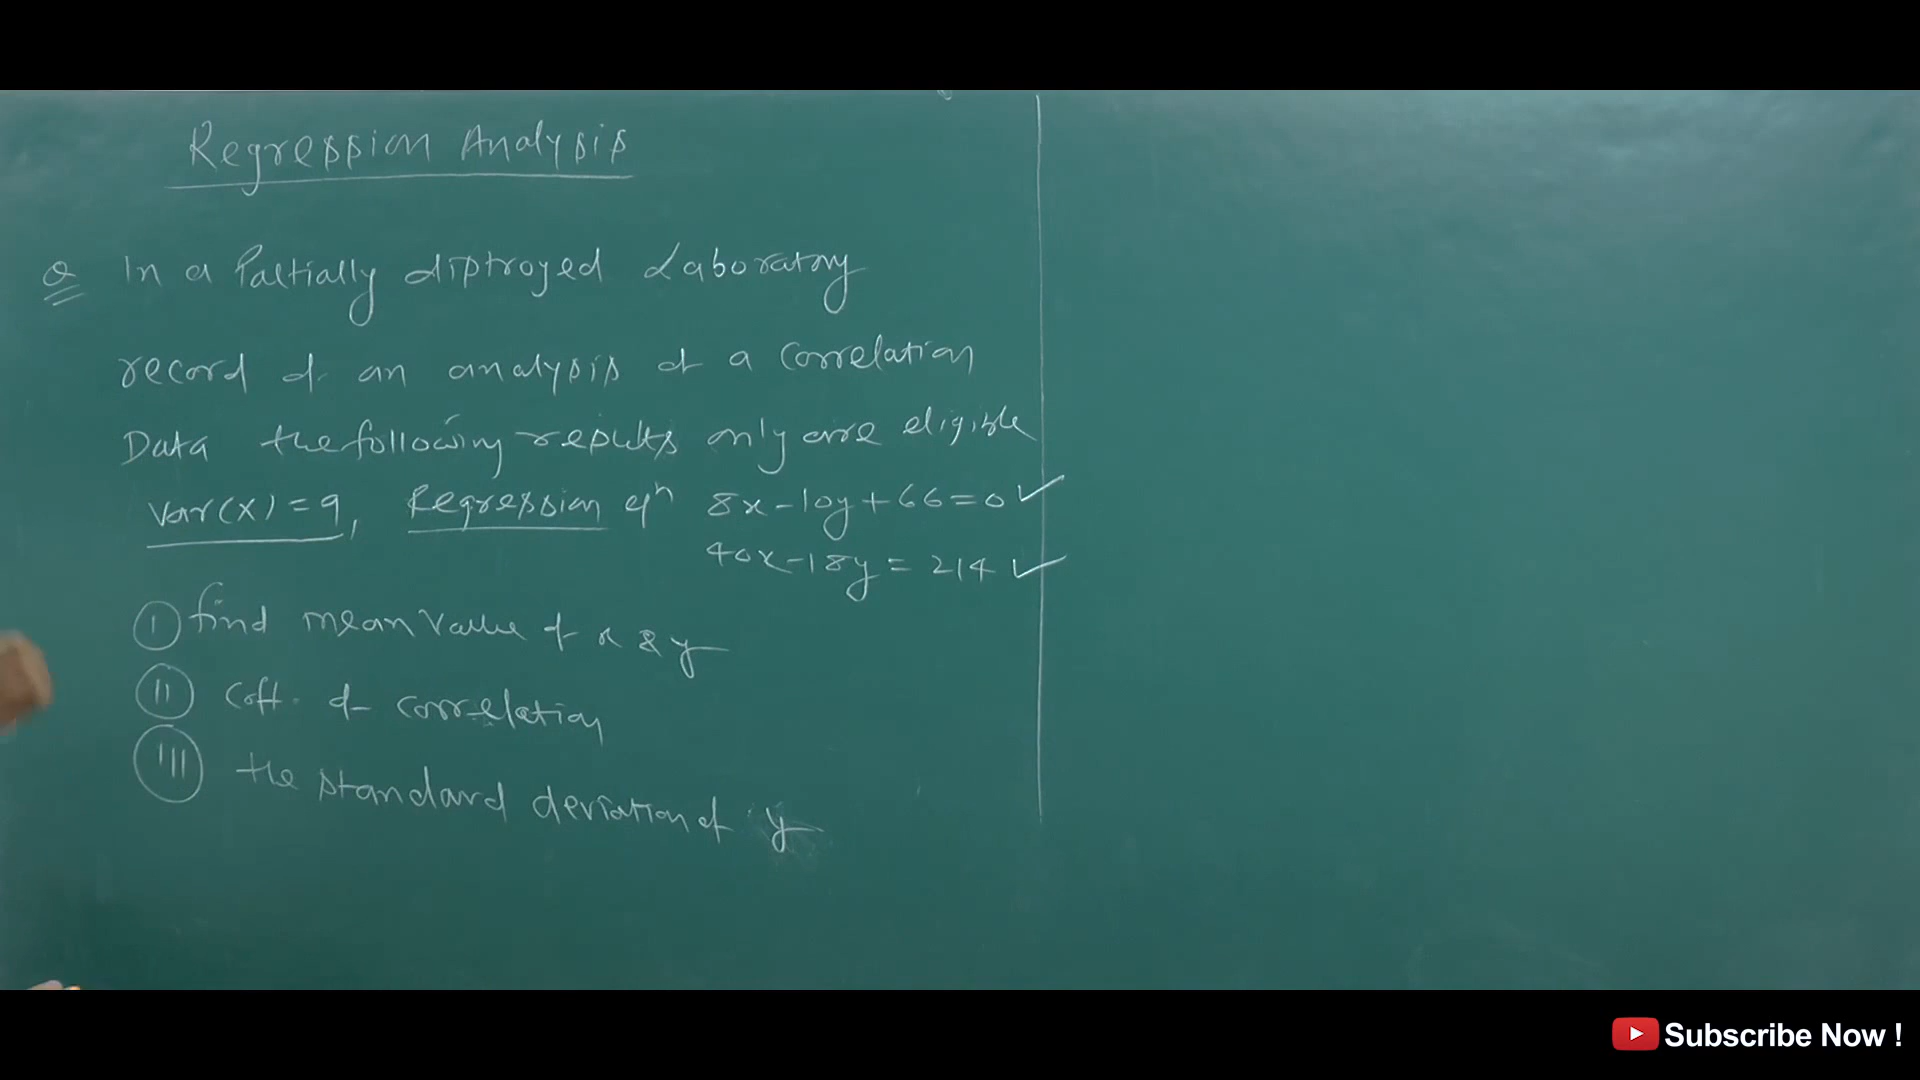 Regression Analysis
Q In a Partially distroyed Laboratory
record of an analysis of a Correlation
Data the following results only are eligible
Var(x) = 9, Regression eqn 8x-10y+66=0 ✓
40x-18y = 214 ✓
(I) find mean value of x & y
(II) Coff. of correlation
(III) the standard deviation of y
Subscribe Now !